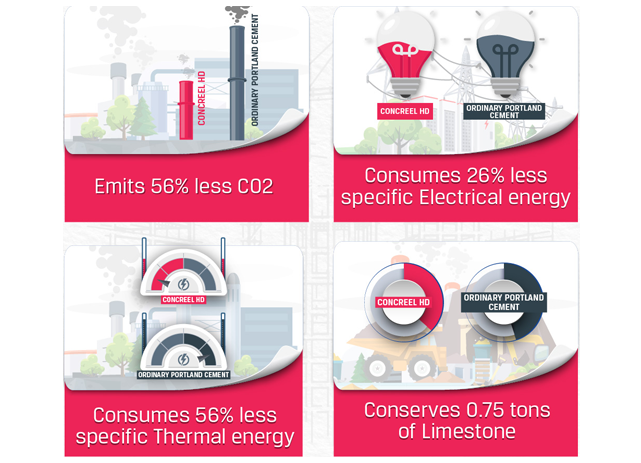 CONCREEL HD
ORDINARY PORTLAND CEMENT
Emits 56% less CO2
CONCREEL HD
ORDINARY PORTLAND
CEMENT
Consumes 26% less
specific Electrical energy
CONCREEL HD
ORDINARY PORTLAND CEMENT
Consumes 56% less
specific Thermal energy
CONCREEL HD
ORDINARY PORTLAND
CEMENT
Conserves 0.75 tons
of Limestone